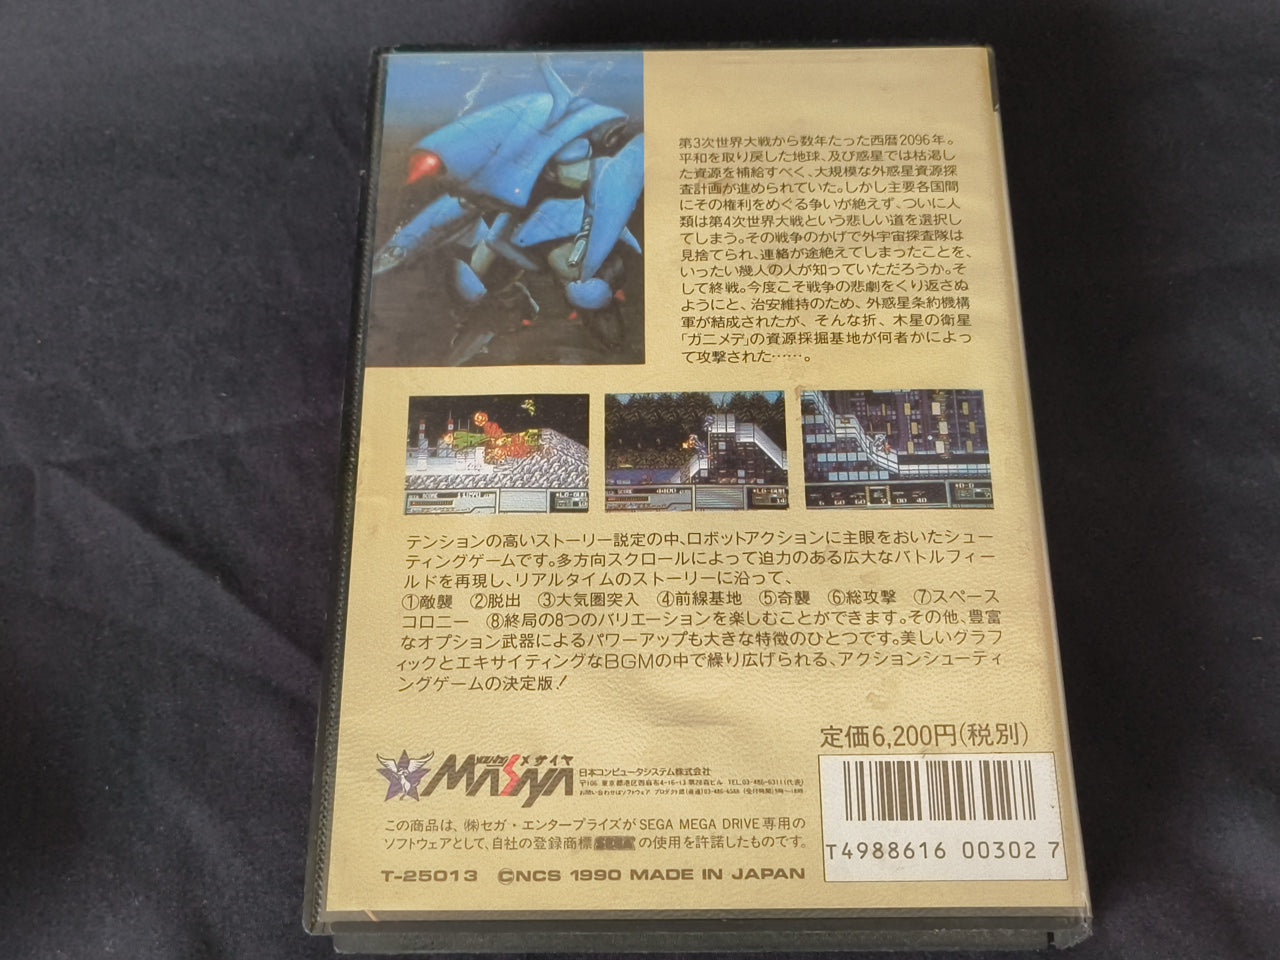 第3次世界大戦から数年たった西暦2096年。
平和を取り戻した地球、及び惑星では枯渇し
た資源を補給すべく、大規模な外惑星資源探
査計画が進められていた。しかし主要各国間
にその権利をめぐる争いが絶えず、ついに人
類は第4次世界大戦という悲しい道を選択し
てしまう。その戦争のかげで外宇宙探査隊は
見捨てられ、連絡が途絶えてしまったことを、
いったい幾人の人が知っていただろうか。そ
して終戦。今度こそ戦争の悲劇をくり返さぬ
ようにと、治安維持のため、外惑星条約機構
軍が結成されたが、そんな折、木星の衛星
「ガニメデ」の資源採掘基地が何者かによっ
て攻撃された……。
テンションの高いストーリー設定の中、ロボットアクションに主眼をおいたシュー
ティングゲームです。多方向スクロールによって迫力のある広大なバトルフィー
ルドを再現し、リアルタイムのストーリーに沿って、
①敵襲 ②脱出 ③大気圏突入 ④前線基地 ⑤奇襲 ⑥総攻撃 ⑦スペース
コロニー ⑧終局の8つのバリエーションを楽しむことができます。その他、豊富
なオプション武器によるパワーアップも大きな特徴のひとつです。美しいグラフ
ィックとエキサイティングなBGMの中で繰り広げられる、アクションシューティ
ングゲームの決定版!
定価6,200円(税別)
MASAYA メサイヤ
日本コンピュータシステム株式会社
〒106 東京都港区西麻布4-16-13 第28森ビル TEL.03-486-6311(代表)
この商品は、㈱セガ・エンタープライゼスがSEGA MEGA DRIVE専用の
ソフトウェアとして、自社の登録商標SEGAの使用を許諾したものです。
T4988616 00302 7
T-25013 ©NCS 1990 MADE IN JAPAN